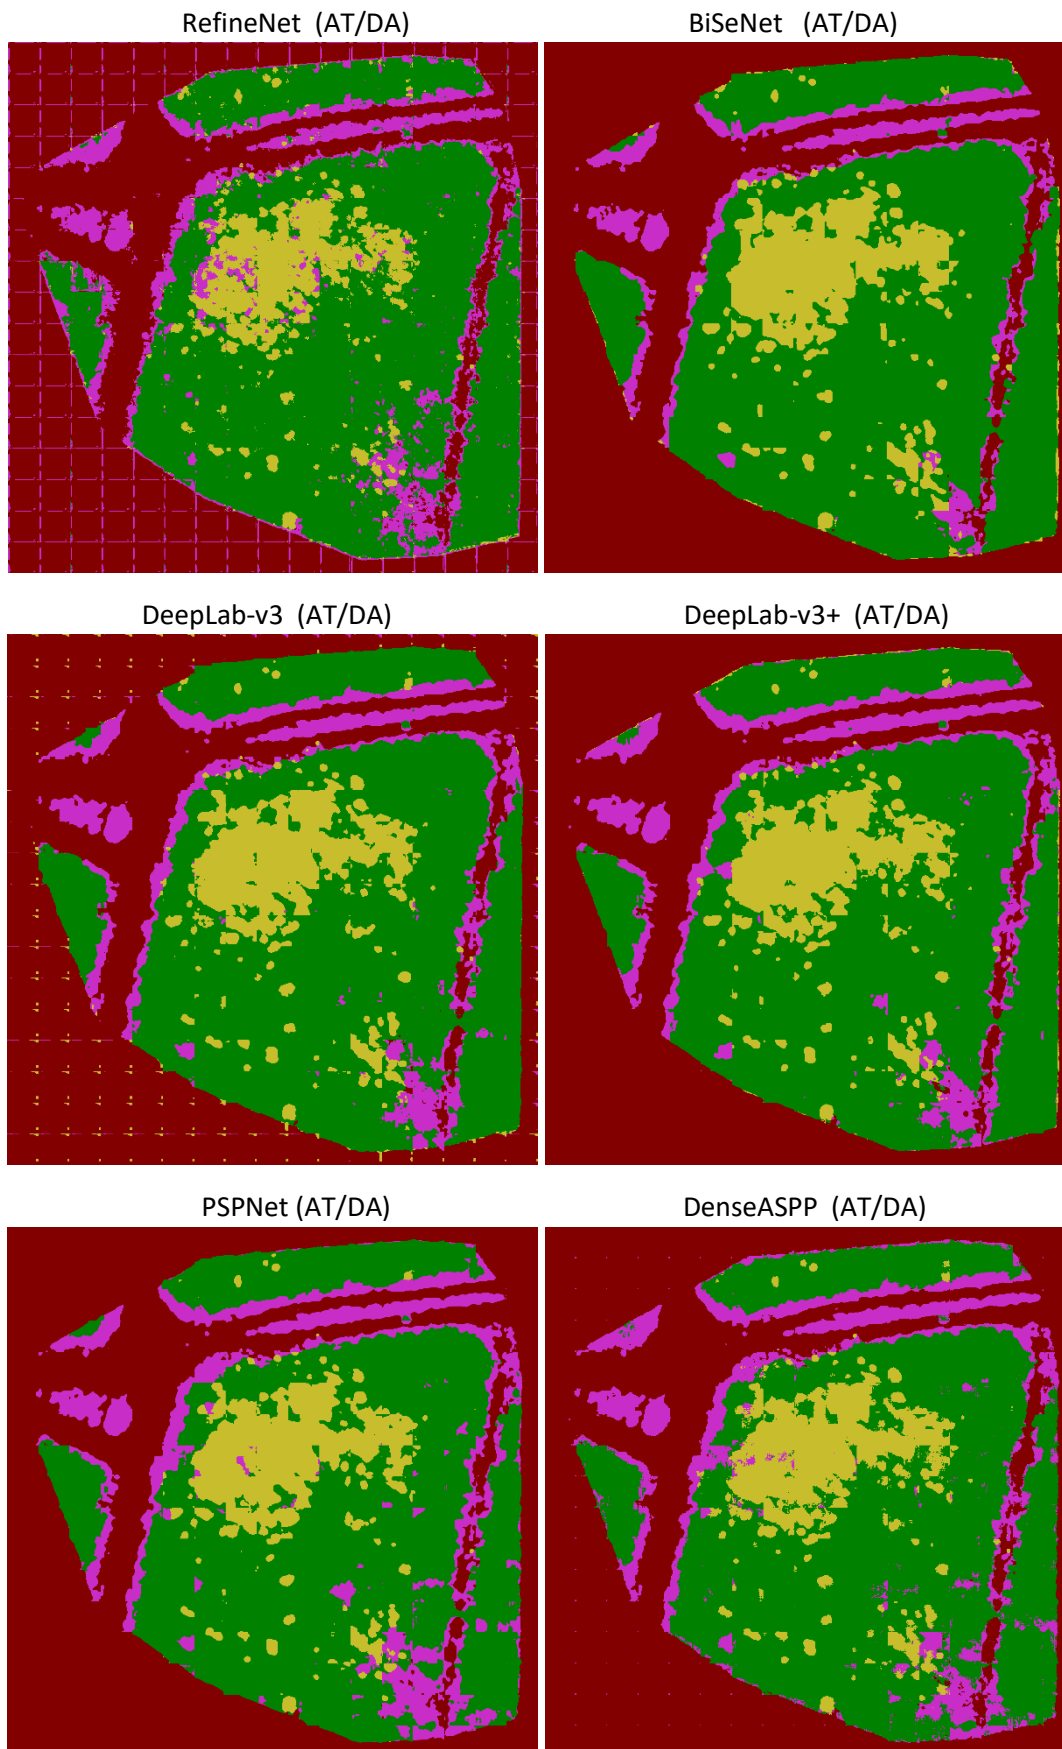 RefineNet (AT/DA)
BiSeNet (AT/DA)
DeepLab-v3 (AT/DA)
DeepLab-v3+ (AT/DA)
PSPNet (AT/DA)
DenseASPP (AT/DA)